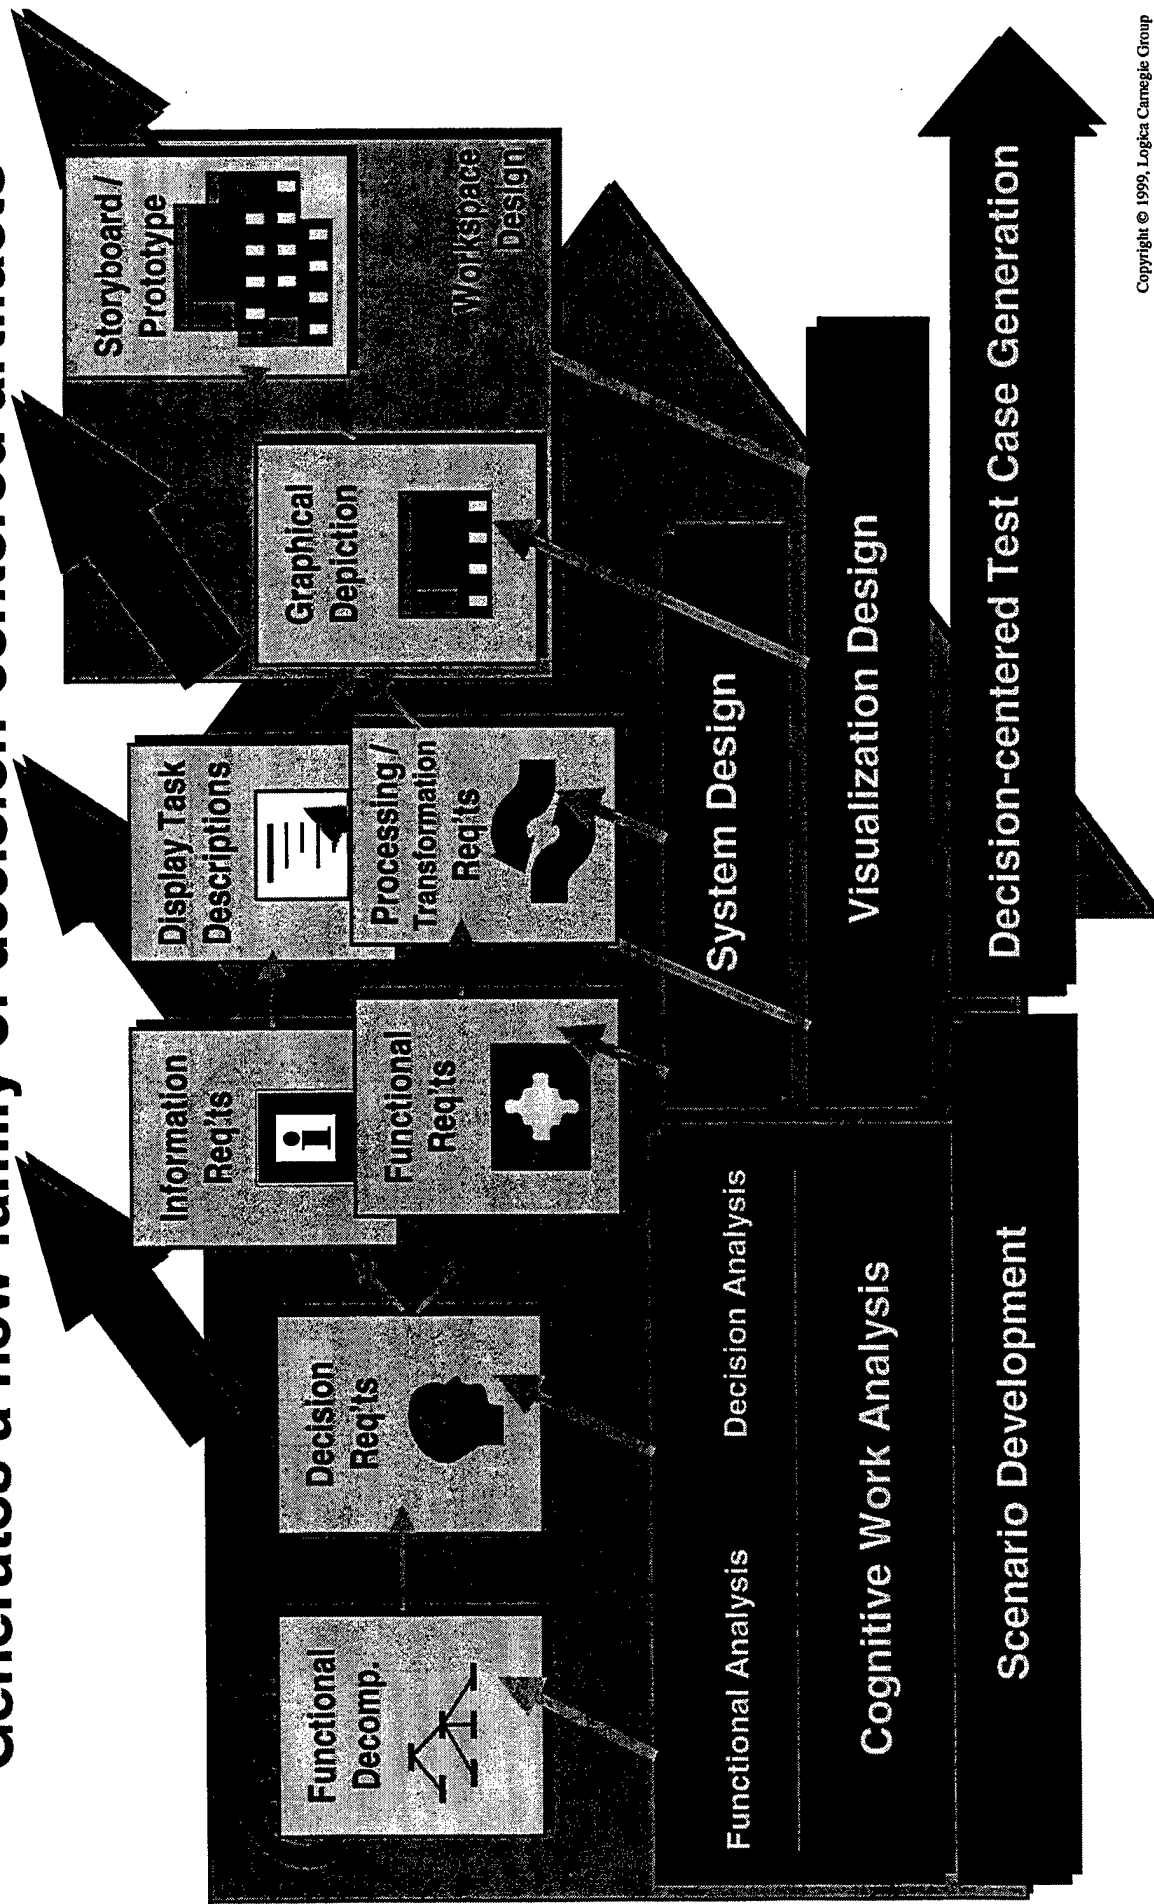 Generates a new family of decision-centered artifacts
Storyboard /
Prototype
Workspace
Design
Graphical
Depiction
Display Task
Descriptions
Processing /
Transformation
Req'ts
Information
Req'ts
i
Functional
Req'ts
Decision
Req'ts
Functional
Decomp.
System Design
Visualization Design
Decision-centered Test Case Generation
Functional Analysis
Decision Analysis
Cognitive Work Analysis
Scenario Development
Copyright © 1999, Logica Carnegie Group